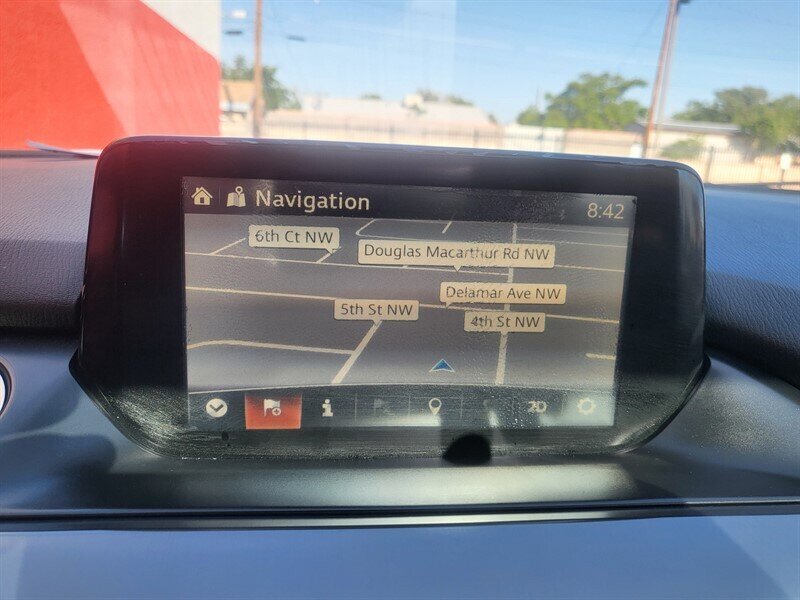 Navigation
8:42
6th Ct NW
Douglas Macarthur Rd NW
Delamar Ave NW
5th St NW
4th St NW
2D